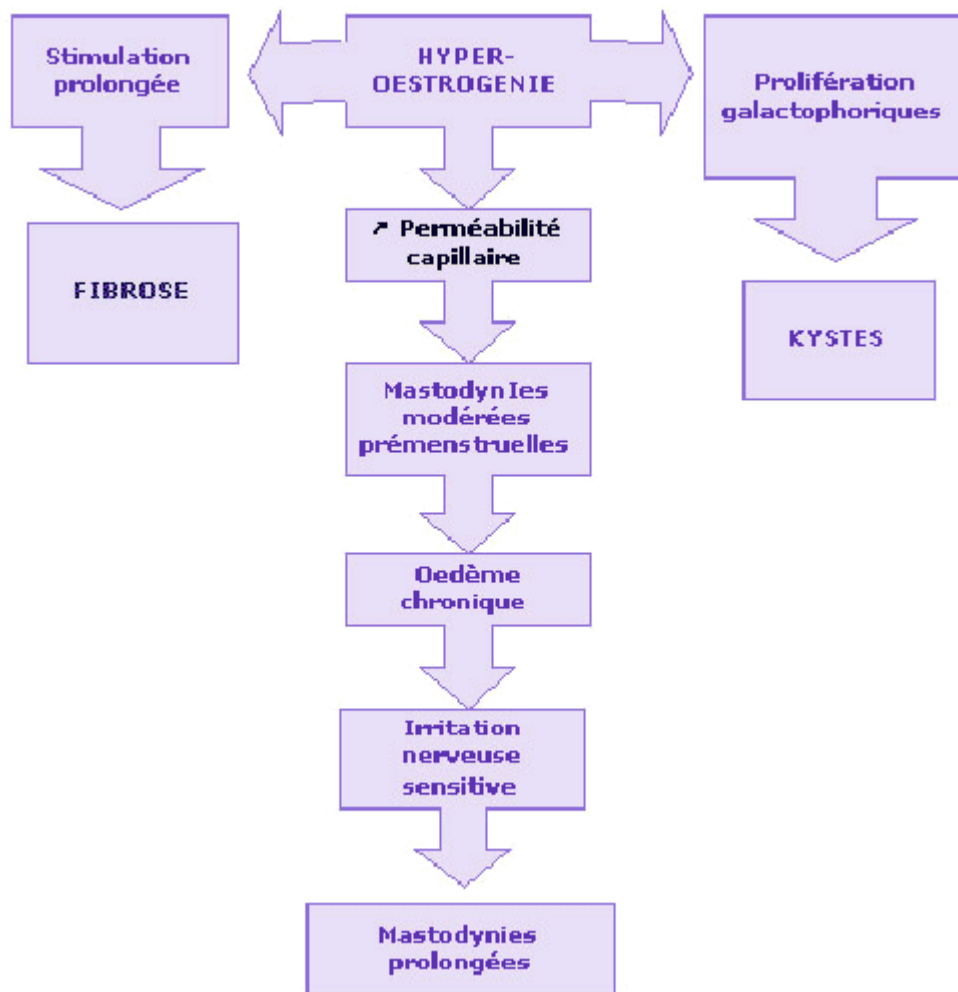 Stimulation
prolongée
HYPER-
OESTROGENIE
Prolifération
galactophoriques
↗ Perméabilité
capillaire
FIBROSE
KYSTES
MastodynIes
modérées
prémenstruelles
Oedème
chronique
Irritation
nerveuse
sensitive
Mastodynies
prolongées